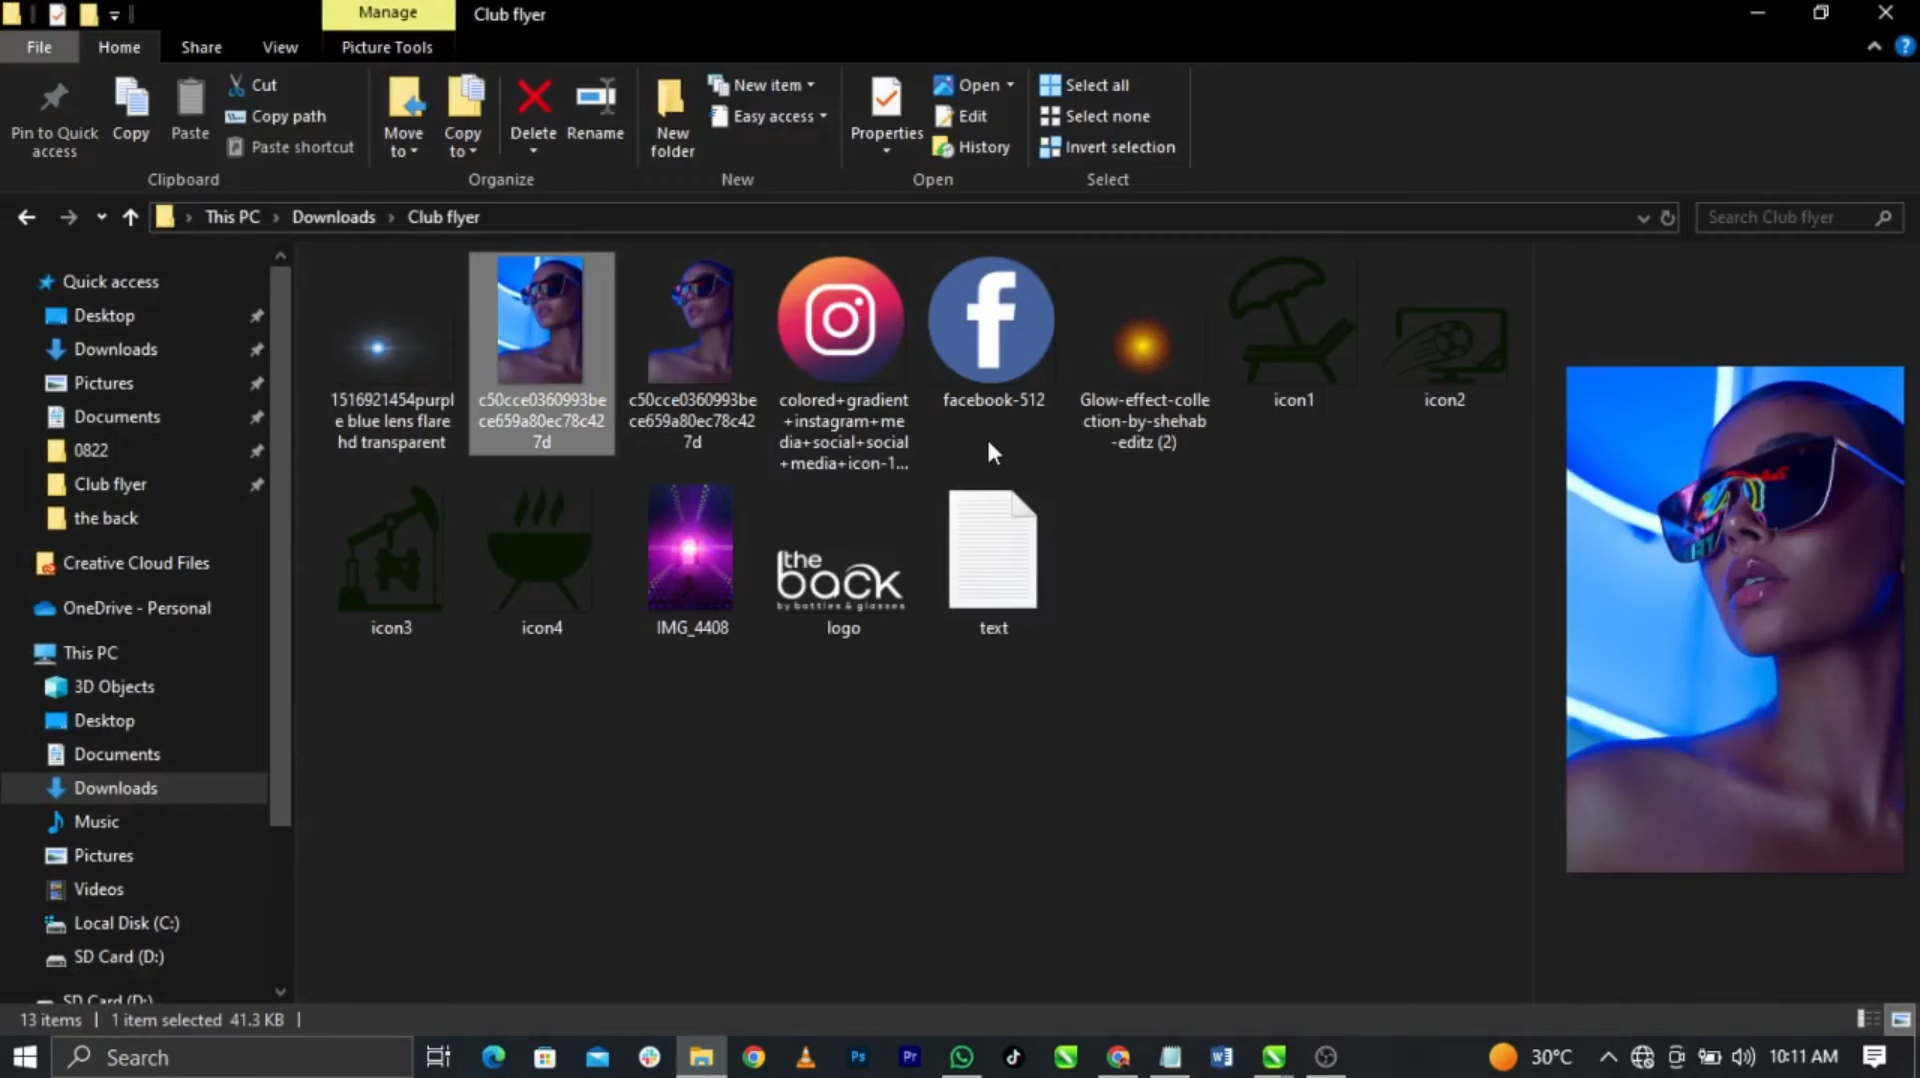 Manage
Club flyer
File
Home
Share
View
Picture Tools
Pin to Quick
access
Copy
Paste
Cut
Copy path
Paste shortcut
Clipboard
Move
to
Copy
to
Delete
Rename
Organize
New
folder
New item
Easy access
New
Properties
Open
Edit
History
Open
Select all
Select none
Invert selection
Select
This PC
Downloads
Club flyer
Search Club flyer
Quick access
Desktop
Downloads
Pictures
Documents
0822
Club flyer
the back
Creative Cloud Files
OneDrive - Personal
This PC
3D Objects
Desktop
Documents
Downloads
Music
Pictures
Videos
Local Disk (C:)
SD Card (D:)
SD Card (D:)
1516921454purpl
e blue lens flare
hd transparent
c50cce0360993be
ce659a80ec78c42
7d
c50cce0360993be
ce659a80ec78c42
7d
colored+gradient
+instagram+me
dia+social+social
+media+icon-1...
facebook-512
Glow-effect-colle
ction-by-shehab
-editz (2)
icon1
icon2
icon3
icon4
IMG_4408
the
back
by bottles & glasses
logo
text
13 items
1 item selected 41.3 KB
Search
Ps
Pr
30°C
10:11 AM